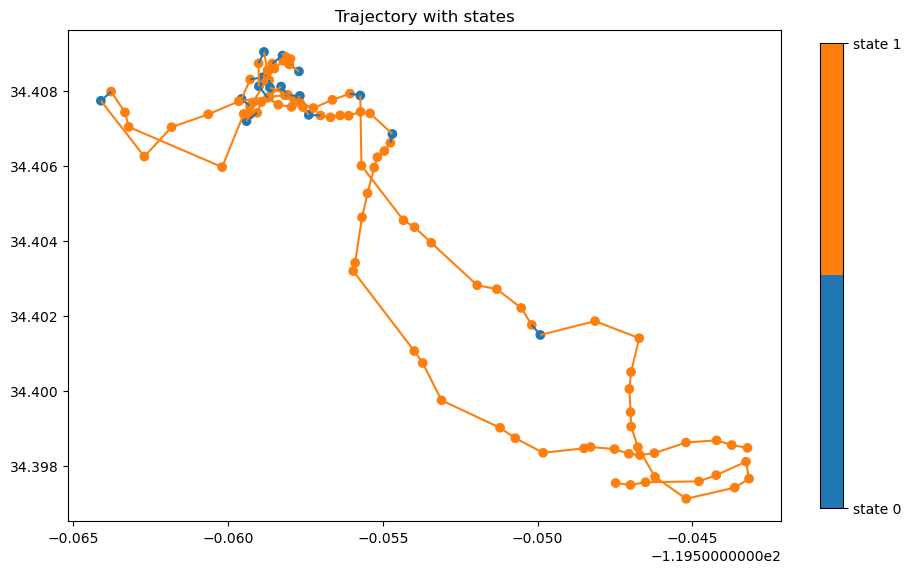 Trajectory with states
34.408
34.406
34.404
34.402
34.400
34.398
−0.065
−0.060
−0.055
−0.050
−0.045
−1.1950000000e2
state 1
state 0